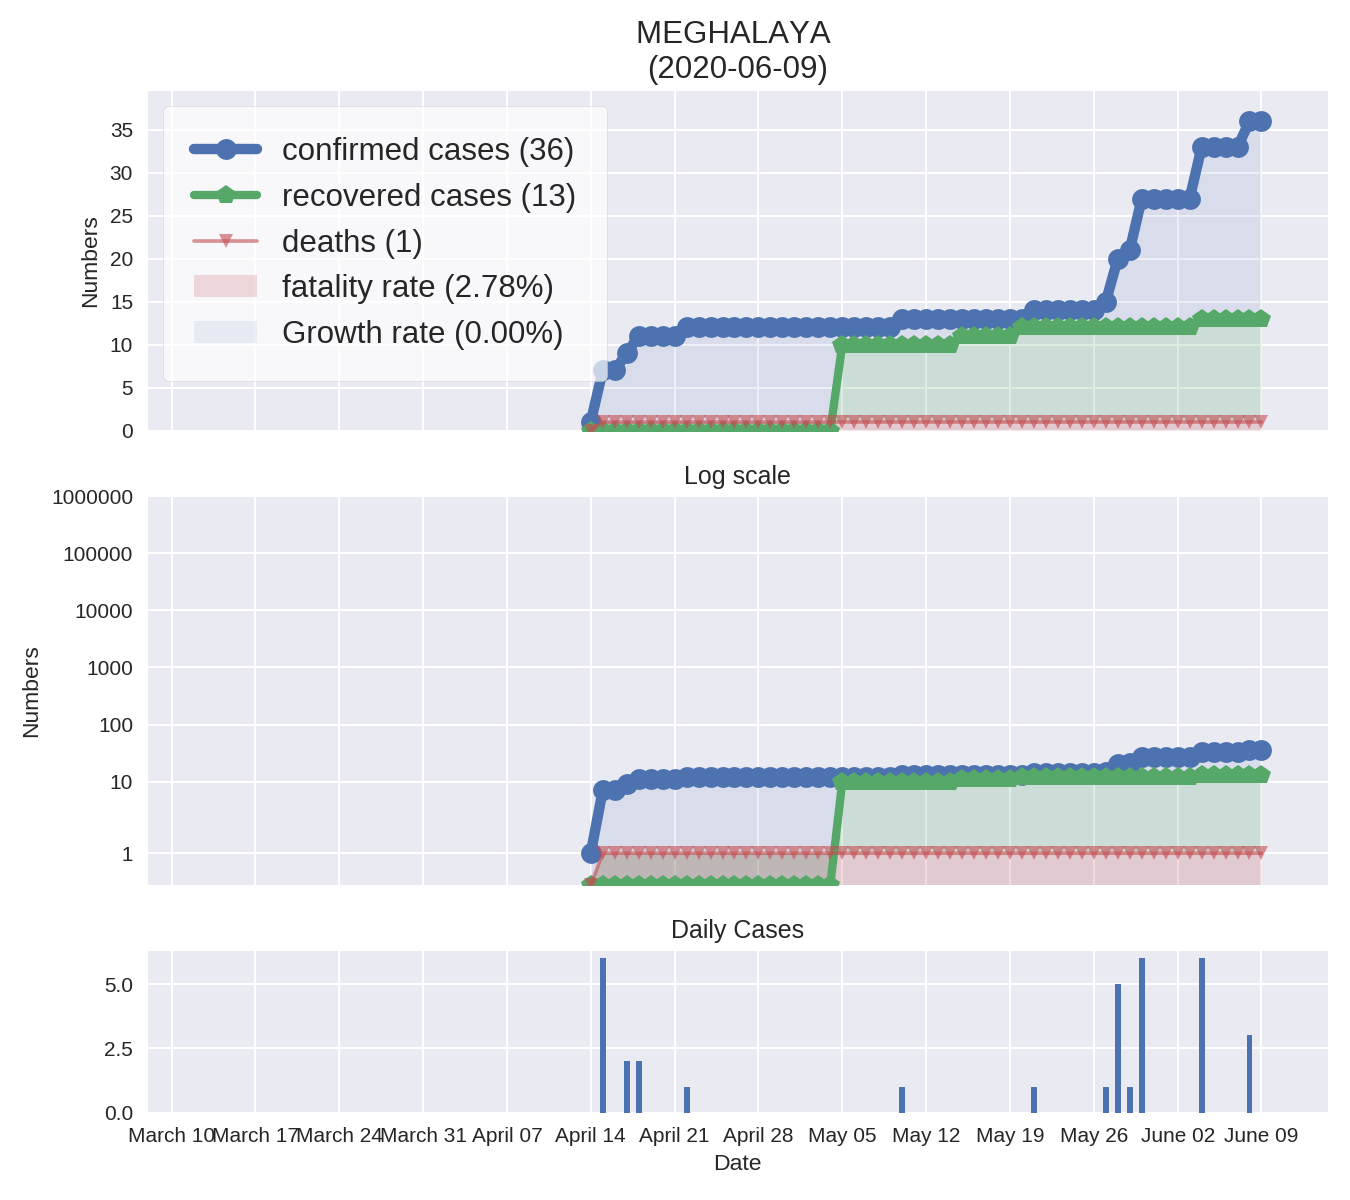 MEGHALAYA
(2020-06-09)
confirmed cases (36)
recovered cases (13)
deaths (1)
fatality rate (2.78%)
Growth rate (0.00%)
Numbers
35
30
25
20
15
10
5
0
Log scale
Numbers
1000000
100000
10000
1000
100
10
1
Daily Cases
5.0
2.5
0.0
March 10 March 17 March 24 March 31 April 07 April 14 April 21 April 28 May 05 May 12 May 19 May 26 June 02 June 09
Date